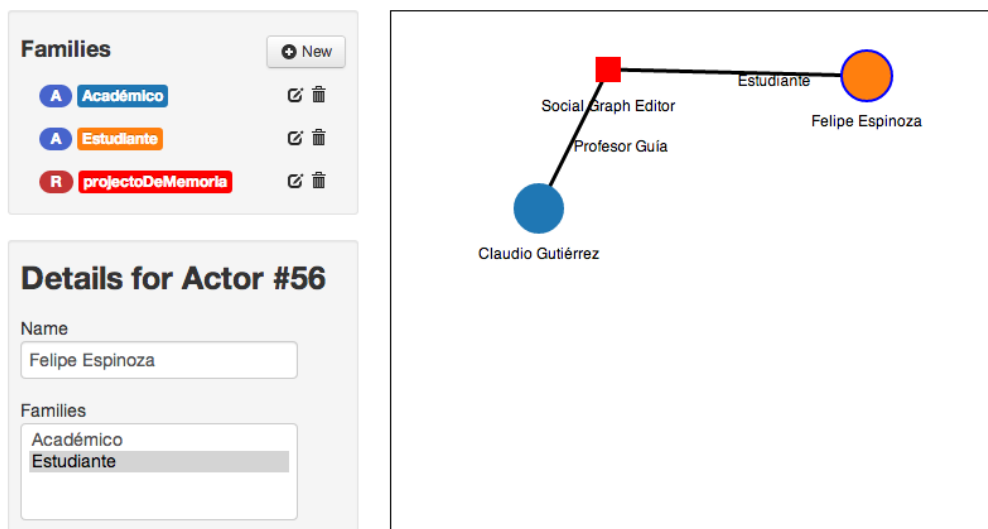 Families
New
A Académico
A Estudiante
R projectoDeMemoria
Details for Actor #56
Name
Felipe Espinoza
Families
Académico
Estudiante
Estudiante
Social Graph Editor
Felipe Espinoza
Profesor Guía
Claudio Gutiérrez